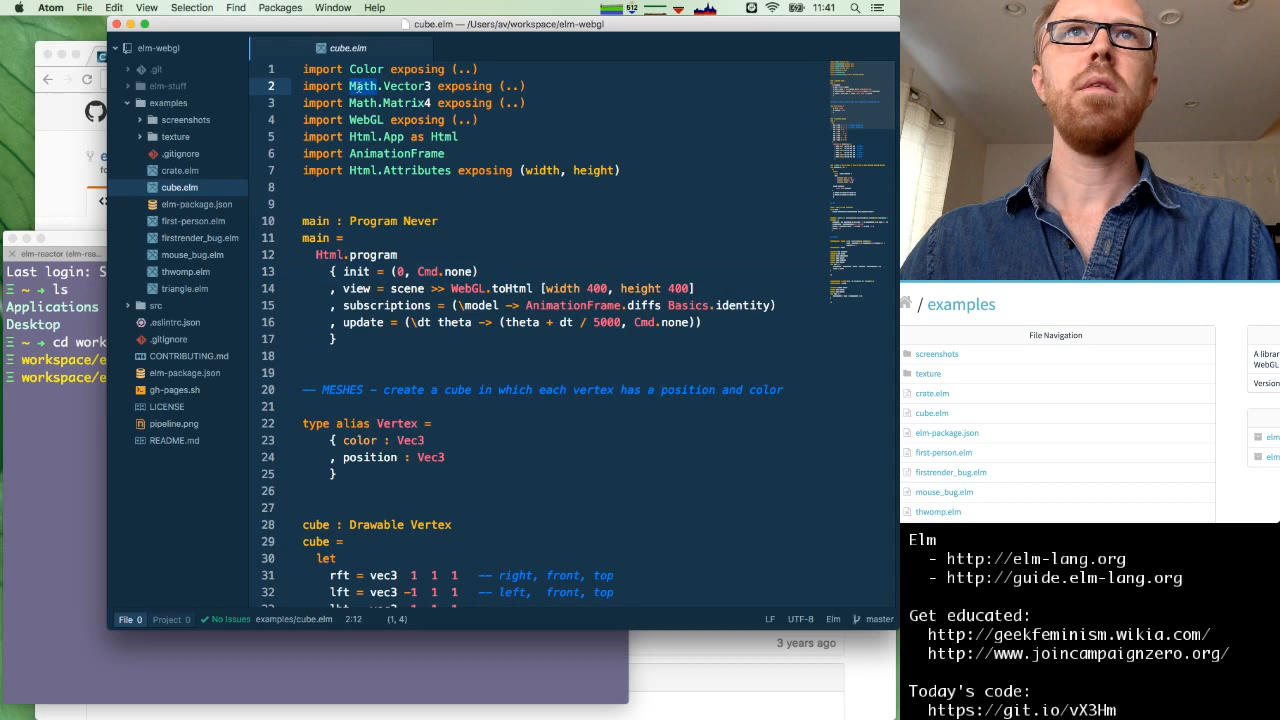 Atom File Edit View Selection Find Packages Window Help 11:41
cube.elm — /Users/av/workspace/elm-webgl
elm-webgl
.git
elm-stuff
examples
screenshots
texture
.gitignore
crate.elm
cube.elm
elm-package.json
first-person.elm
firstrender_bug.elm
mouse_bug.elm
thwomp.elm
triangle.elm
src
.eslintrc.json
.gitignore
CONTRIBUTING.md
elm-package.json
gh-pages.sh
LICENSE
pipeline.png
README.md
cube.elm
1 import Color exposing (..)
2 import Math.Vector3 exposing (..)
3 import Math.Matrix4 exposing (..)
4 import WebGL exposing (..)
5 import Html.App as Html
6 import AnimationFrame
7 import Html.Attributes exposing (width, height)
8
9
10 main : Program Never
11 main =
12 Html.program
13 { init = (0, Cmd.none)
14 , view = scene >> WebGL.toHtml [width 400, height 400]
15 , subscriptions = (\model -> AnimationFrame.diffs Basics.identity)
16 , update = (\dt theta -> (theta + dt / 5000, Cmd.none))
17 }
18
19
20 -- MESHES - create a cube in which each vertex has a position and color
21
22 type alias Vertex =
23 { color : Vec3
24 , position : Vec3
25 }
26
27
28 cube : Drawable Vertex
29 cube =
30 let
31 rft = vec3 1 1 1 -- right, front, top
32 lft = vec3 -1 1 1 -- left, front, top
File 0 Project 0 No Issues examples/cube.elm 2:12 (1, 4) LF UTF-8 Elm master
elm-reactor (elm-rea...
Last login: S
~ ➜ ls
Applications
Desktop
~ ➜ cd work
workspace/e
workspace/e
3 years ago
/ examples
File Navigation
screenshots
texture
crate.elm
cube.elm
elm-package.json
first-person.elm
firstrender_bug.elm
mouse_bug.elm
thwomp.elm
A librar
WebGL
Version
elm
elm
Elm
- http://elm-lang.org
- http://guide.elm-lang.org
Get educated:
http://geekfeminism.wikia.com/
http://www.joincampaignzero.org/
Today's code:
https://git.io/vX3Hm